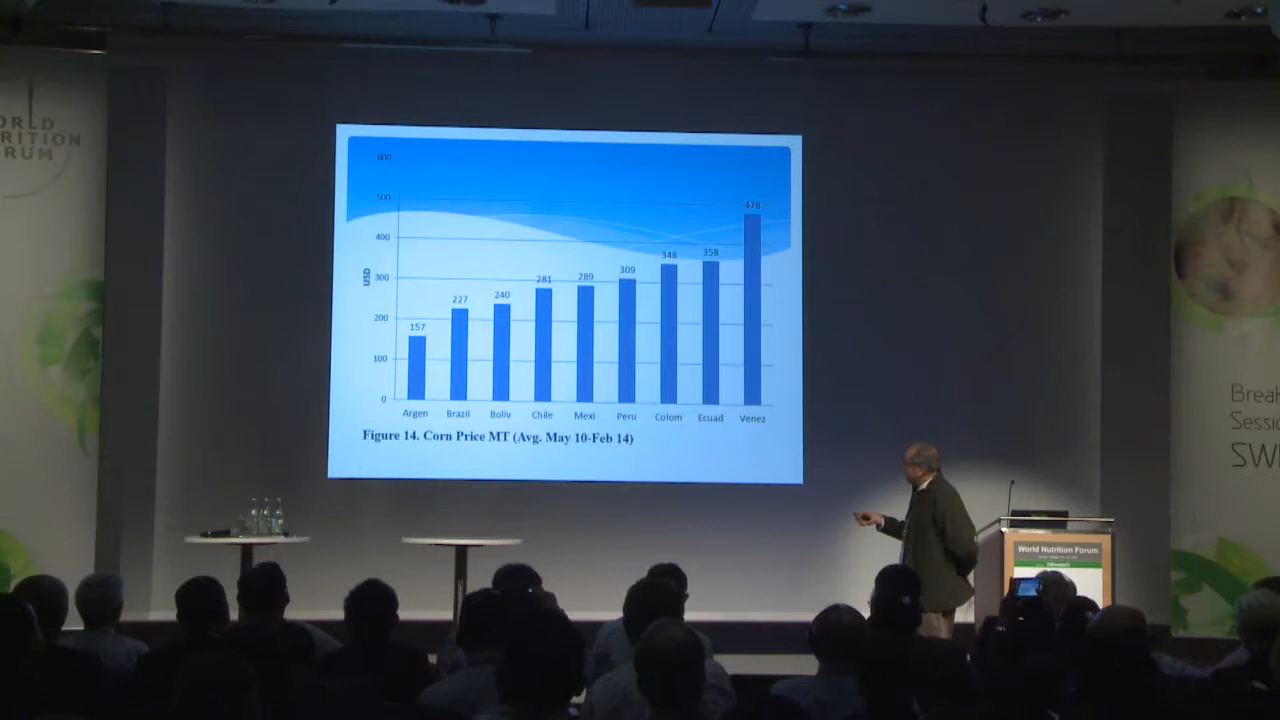 ORLD
RITION
RUM
600
500
400
300
200
100
0
USD
157
227
240
281
289
309
348
358
478
Argen Brazil Boliv Chile Mexi Peru Colom Ecuad Venez
Figure 14. Corn Price MT (Avg. May 10-Feb 14)
World Nutrition Forum
Break
Sessio
SW